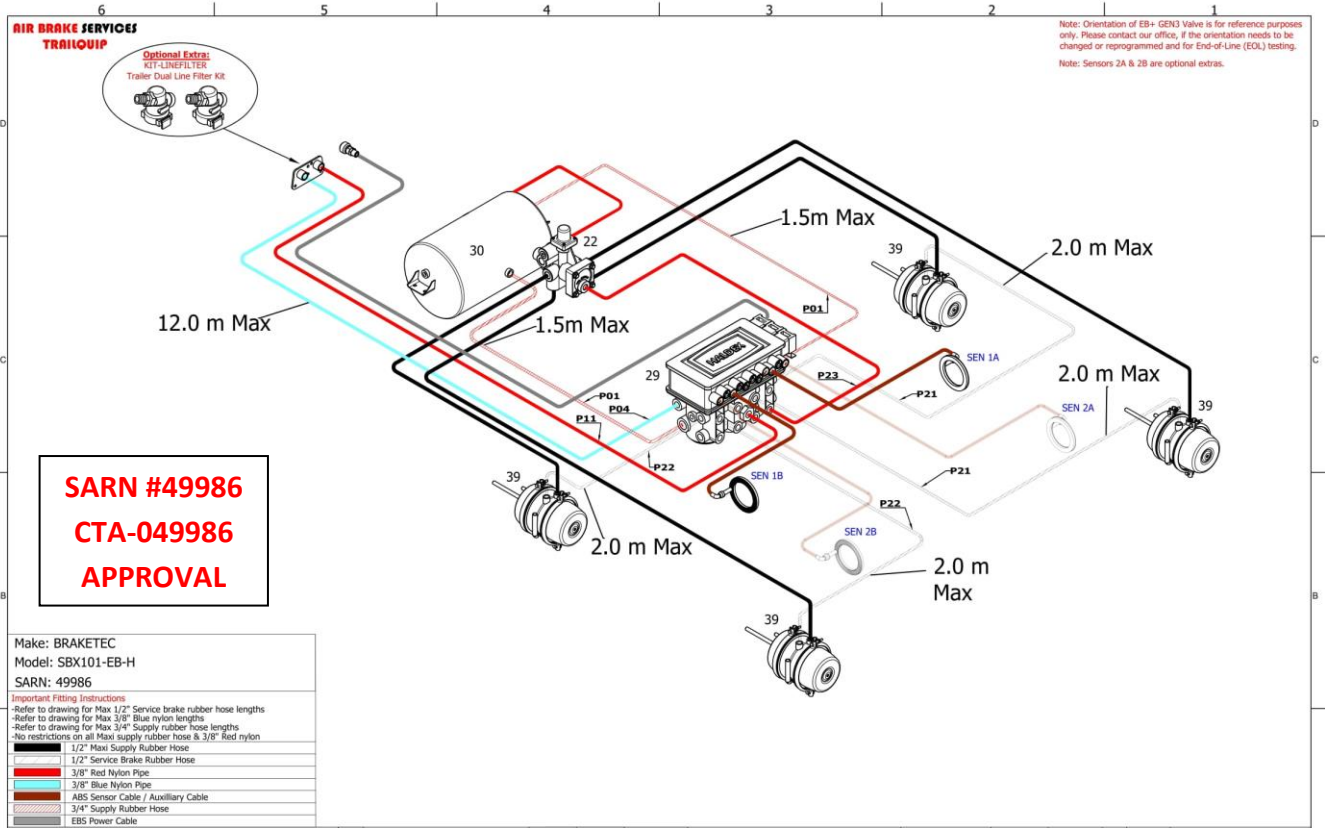 6 5 4 3 2 1
AIR BRAKE SERVICES
TRAILQUIP
Optional Extra:
KIT-LINEFILTER
Trailer Dual Line Filter Kit
Note: Orientation of EB+ GEN3 Valve is for reference purposes
only. Please contact our office, if the orientation needs to be
changed or reprogrammed and for End-of-Line (EOL) testing.
Note: Sensors 2A & 2B are optional extras.
D
D
30
22
1.5m Max
39
2.0 m Max
12.0 m Max
1.5m Max
P01
HALDEX
C
C
29
P23
SEN 1A
P21
2.0 m Max
P01
P04
P11
SEN 2A
39
P22
P21
39
SEN 1B
P22
SEN 2B
2.0 m Max
2.0 m
Max
39
SARN #49986
CTA-049986
APPROVAL
B
B
Make: BRAKETEC
Model: SBX101-EB-H
SARN: 49986
Important Fitting Instructions
-Refer to drawing for Max 1/2" Service brake rubber hose lengths
-Refer to drawing for Max 3/8" Blue nylon lengths
-Refer to drawing for Max 3/4" Supply rubber hose lengths
-No restrictions on all Maxi supply rubber hose & 3/8" Red nylon
1/2" Maxi Supply Rubber Hose
1/2" Service Brake Rubber Hose
3/8" Red Nylon Pipe
3/8" Blue Nylon Pipe
ABS Sensor Cable / Auxilliary Cable
3/4" Supply Rubber Hose
EBS Power Cable